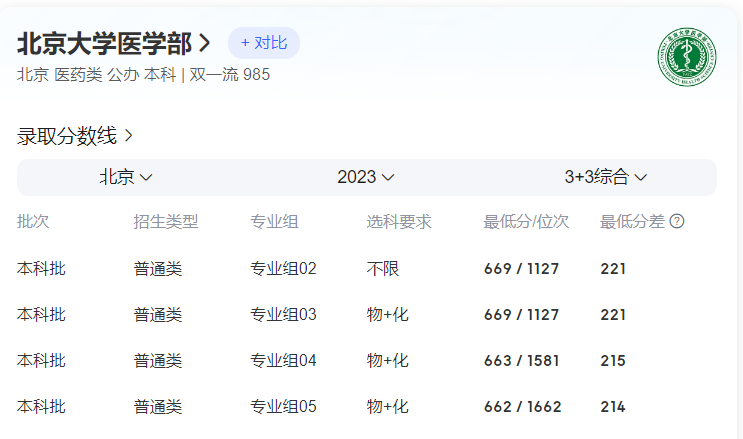 北京大学医学部 > + 对比
北京 医药类 公办 本科 | 双一流 985
录取分数线 >
北京 2023 3+3综合
批次 招生类型 专业组 选科要求 最低分/位次 最低分差 ?
本科批 普通类 专业组02 不限 669 / 1127 221
本科批 普通类 专业组03 物+化 669 / 1127 221
本科批 普通类 专业组04 物+化 663 / 1581 215
本科批 普通类 专业组05 物+化 662 / 1662 214